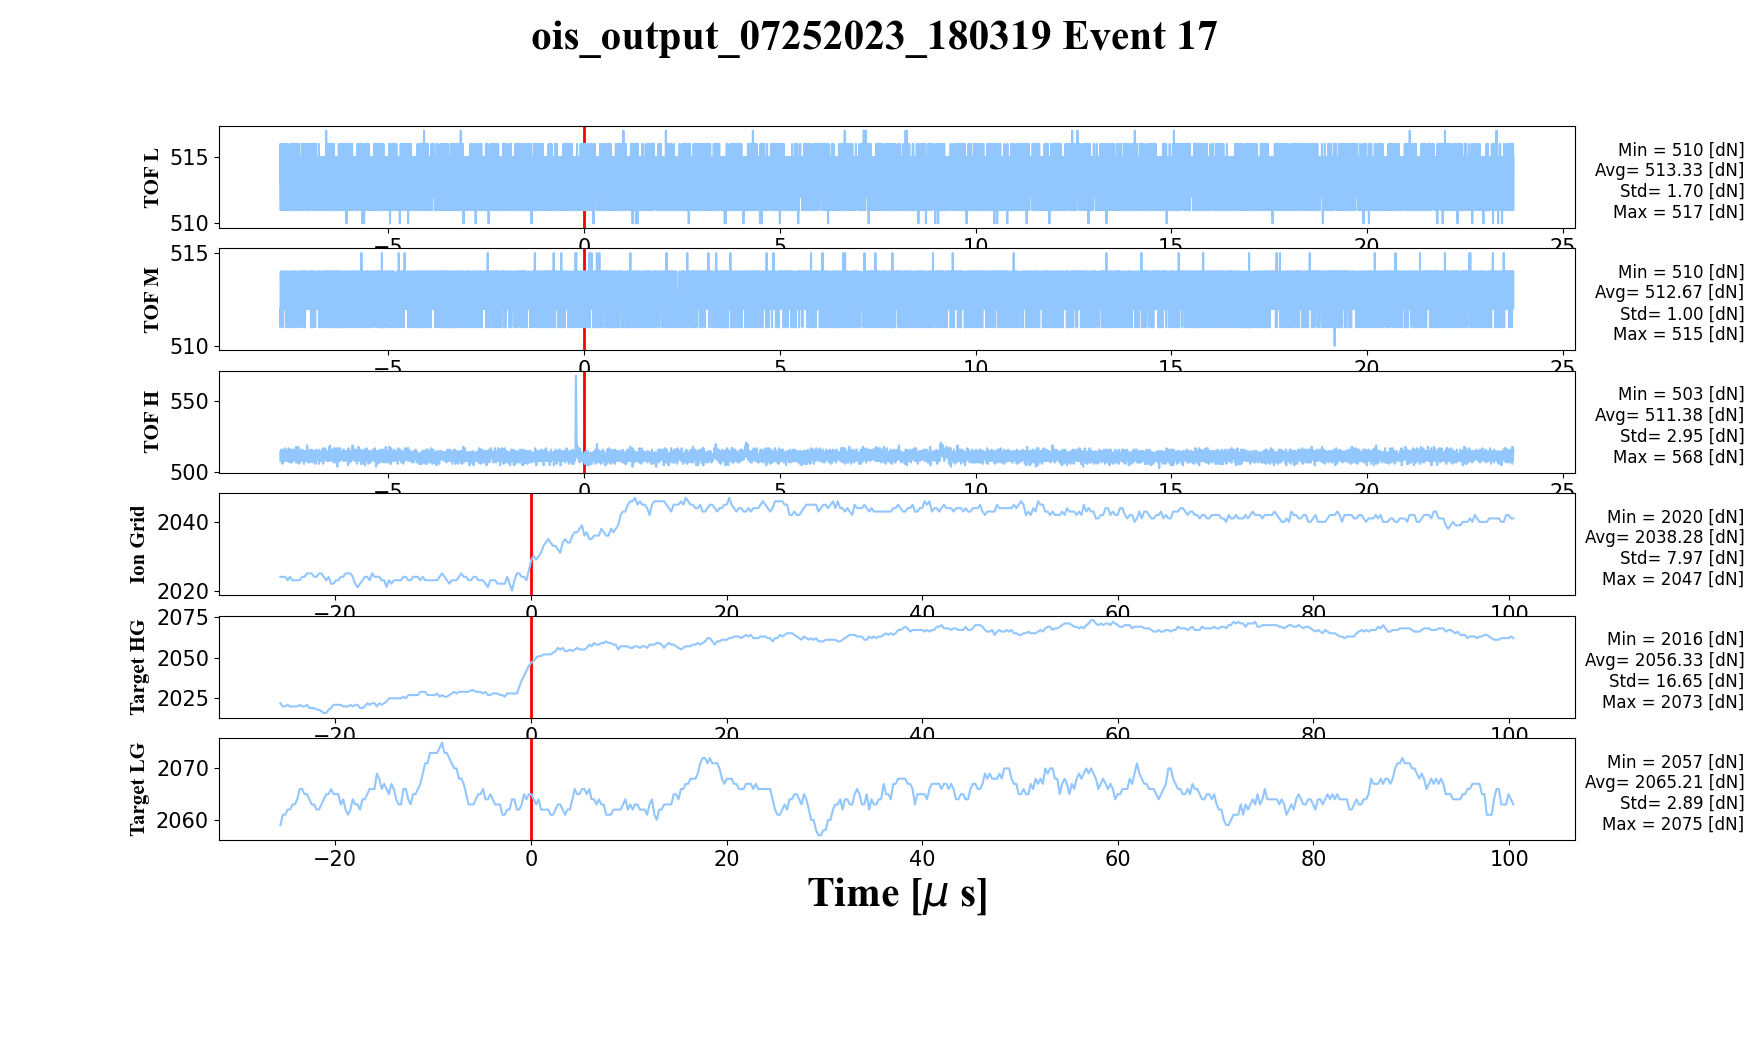 ois_output_07252023_180319 Event 17
TOF L
515
510
Min = 510 [dN]
Avg= 513.33 [dN]
Std= 1.70 [dN]
Max = 517 [dN]
−5 0 5 10 15 20 25
TOF M
515
510
Min = 510 [dN]
Avg= 512.67 [dN]
Std= 1.00 [dN]
Max = 515 [dN]
−5 0 5 10 15 20 25
TOF H
550
500
Min = 503 [dN]
Avg= 511.38 [dN]
Std= 2.95 [dN]
Max = 568 [dN]
−5 0 5 10 15 20 25
Ion Grid
2040
2020
Min = 2020 [dN]
Avg= 2038.28 [dN]
Std= 7.97 [dN]
Max = 2047 [dN]
−20 0 20 40 60 80 100
Target HG
2075
2050
2025
Min = 2016 [dN]
Avg= 2056.33 [dN]
Std= 16.65 [dN]
Max = 2073 [dN]
−20 0 20 40 60 80 100
Target LG
2070
2060
Min = 2057 [dN]
Avg= 2065.21 [dN]
Std= 2.89 [dN]
Max = 2075 [dN]
−20 0 20 40 60 80 100
Time [μ s]